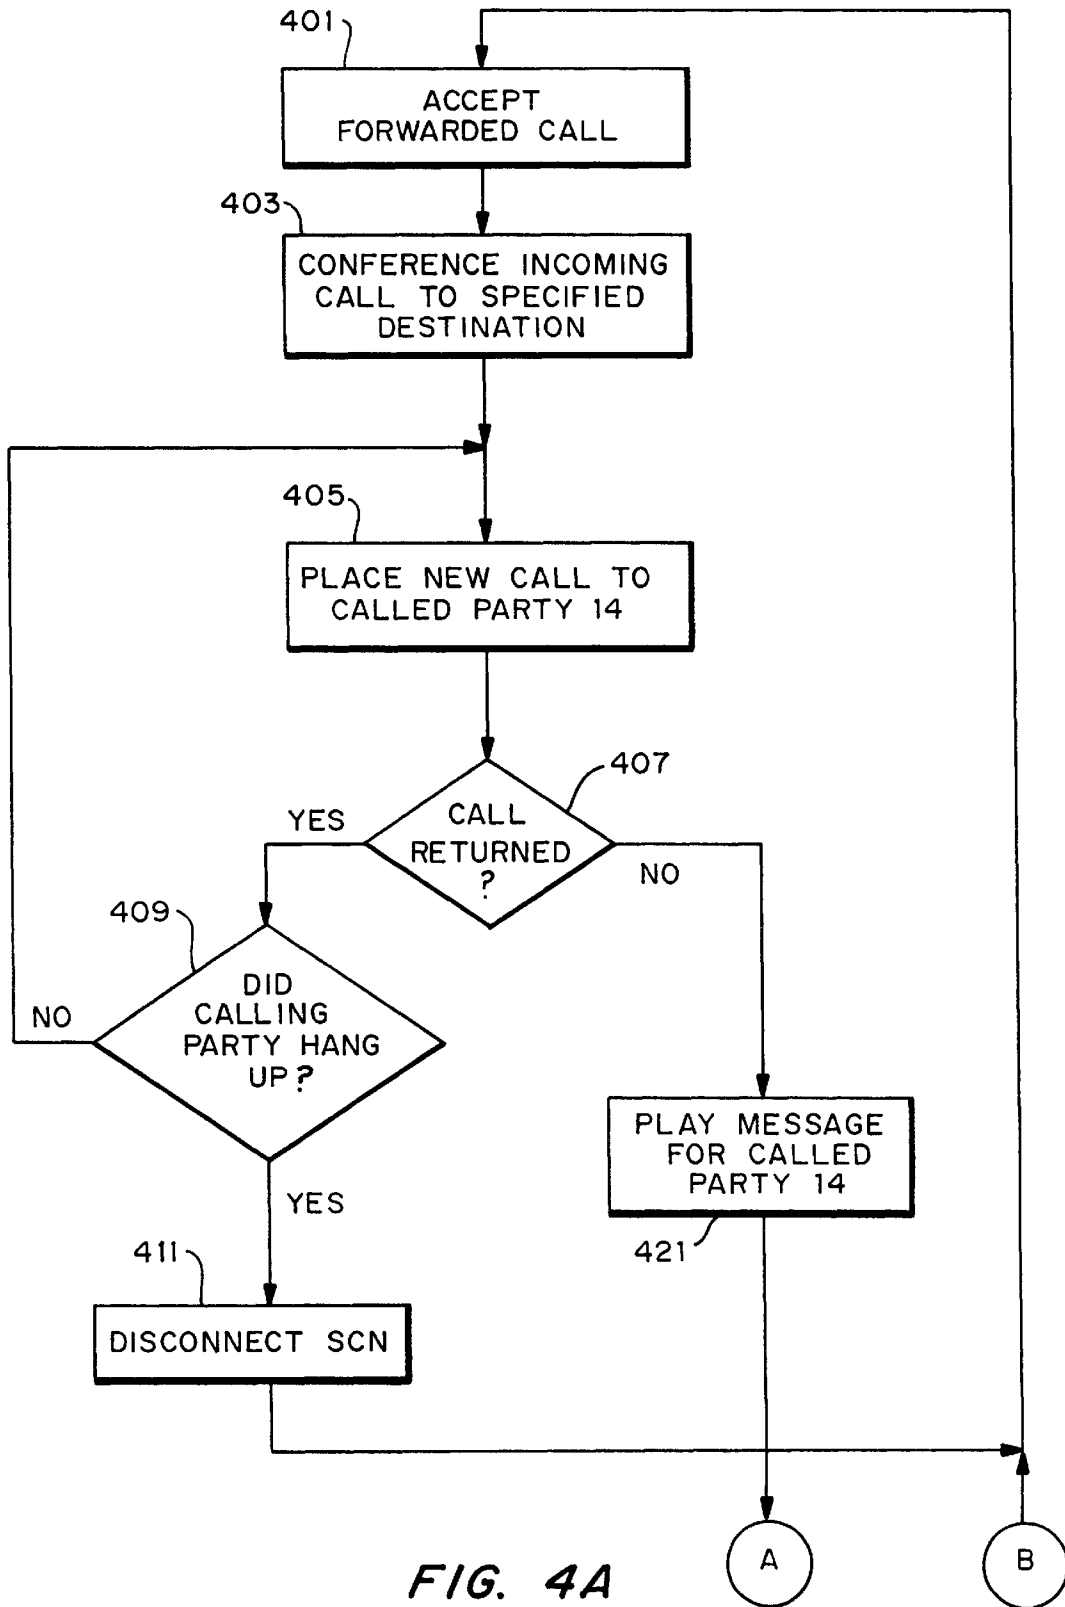 401
ACCEPT
FORWARDED CALL
403
CONFERENCE INCOMING
CALL TO SPECIFIED
DESTINATION
405
PLACE NEW CALL TO
CALLED PARTY 14
407
YES
CALL
RETURNED
?
NO
409
DID
CALLING
PARTY HANG
UP?
NO
YES
PLAY MESSAGE
FOR CALLED
PARTY 14
421
411
DISCONNECT SCN
A
B
FIG. 4A